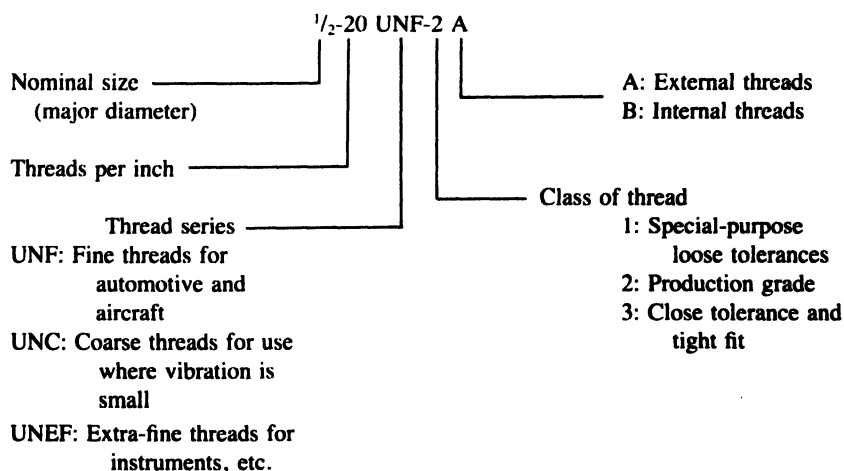 1/2-20 UNF-2 A
Nominal size
(major diameter)
Threads per inch
Thread series
UNF: Fine threads for
automotive and
aircraft
UNC: Coarse threads for use
where vibration is
small
UNEF: Extra-fine threads for
instruments, etc.
A: External threads
B: Internal threads
Class of thread
1: Special-purpose
loose tolerances
2: Production grade
3: Close tolerance and
tight fit